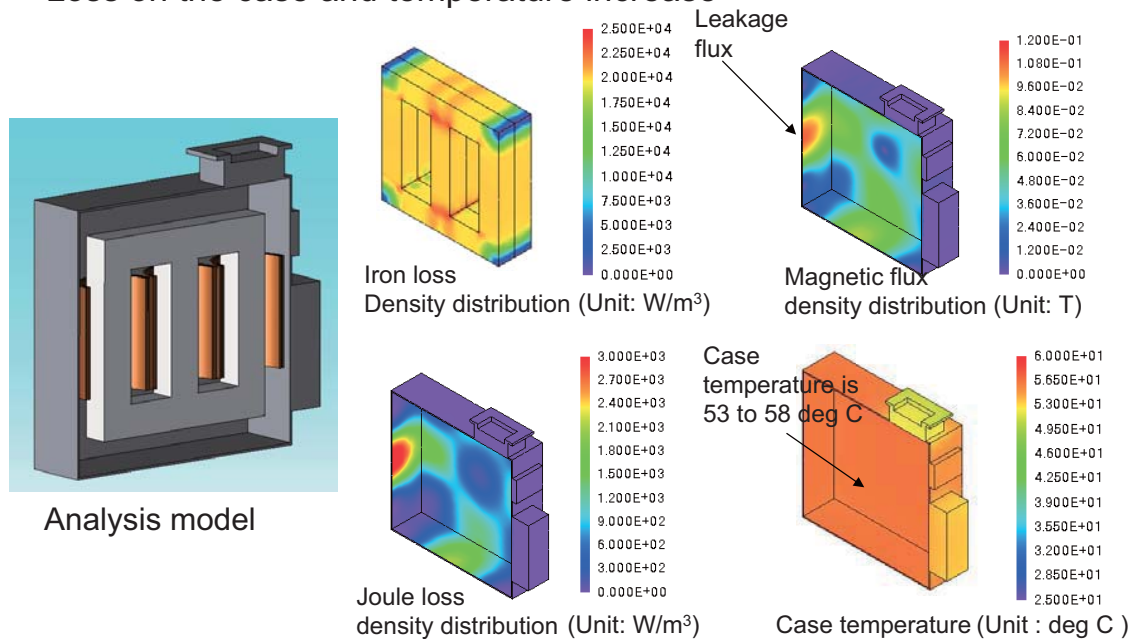 Loss on the case and temperature increase
2.500E+04
2.250E+04
2.000E+04
1.750E+04
1.500E+04
1.250E+04
1.000E+04
7.500E+03
5.000E+03
2.500E+03
0.000E+00
Iron loss
Density distribution (Unit: W/m³)
Leakage
flux
1.200E-01
1.080E-01
9.600E-02
8.400E-02
7.200E-02
6.000E-02
4.800E-02
3.600E-02
2.400E-02
1.200E-02
0.000E+00
Magnetic flux
density distribution (Unit: T)
Analysis model
3.000E+03
2.700E+03
2.400E+03
2.100E+03
1.800E+03
1.500E+03
1.200E+03
9.000E+02
6.000E+02
3.000E+02
0.000E+00
Joule loss
density distribution (Unit: W/m³)
Case
temperature is
53 to 58 deg C
6.000E+01
5.650E+01
5.300E+01
4.950E+01
4.600E+01
4.250E+01
3.900E+01
3.550E+01
3.200E+01
2.850E+01
2.500E+01
Case temperature (Unit : deg C )